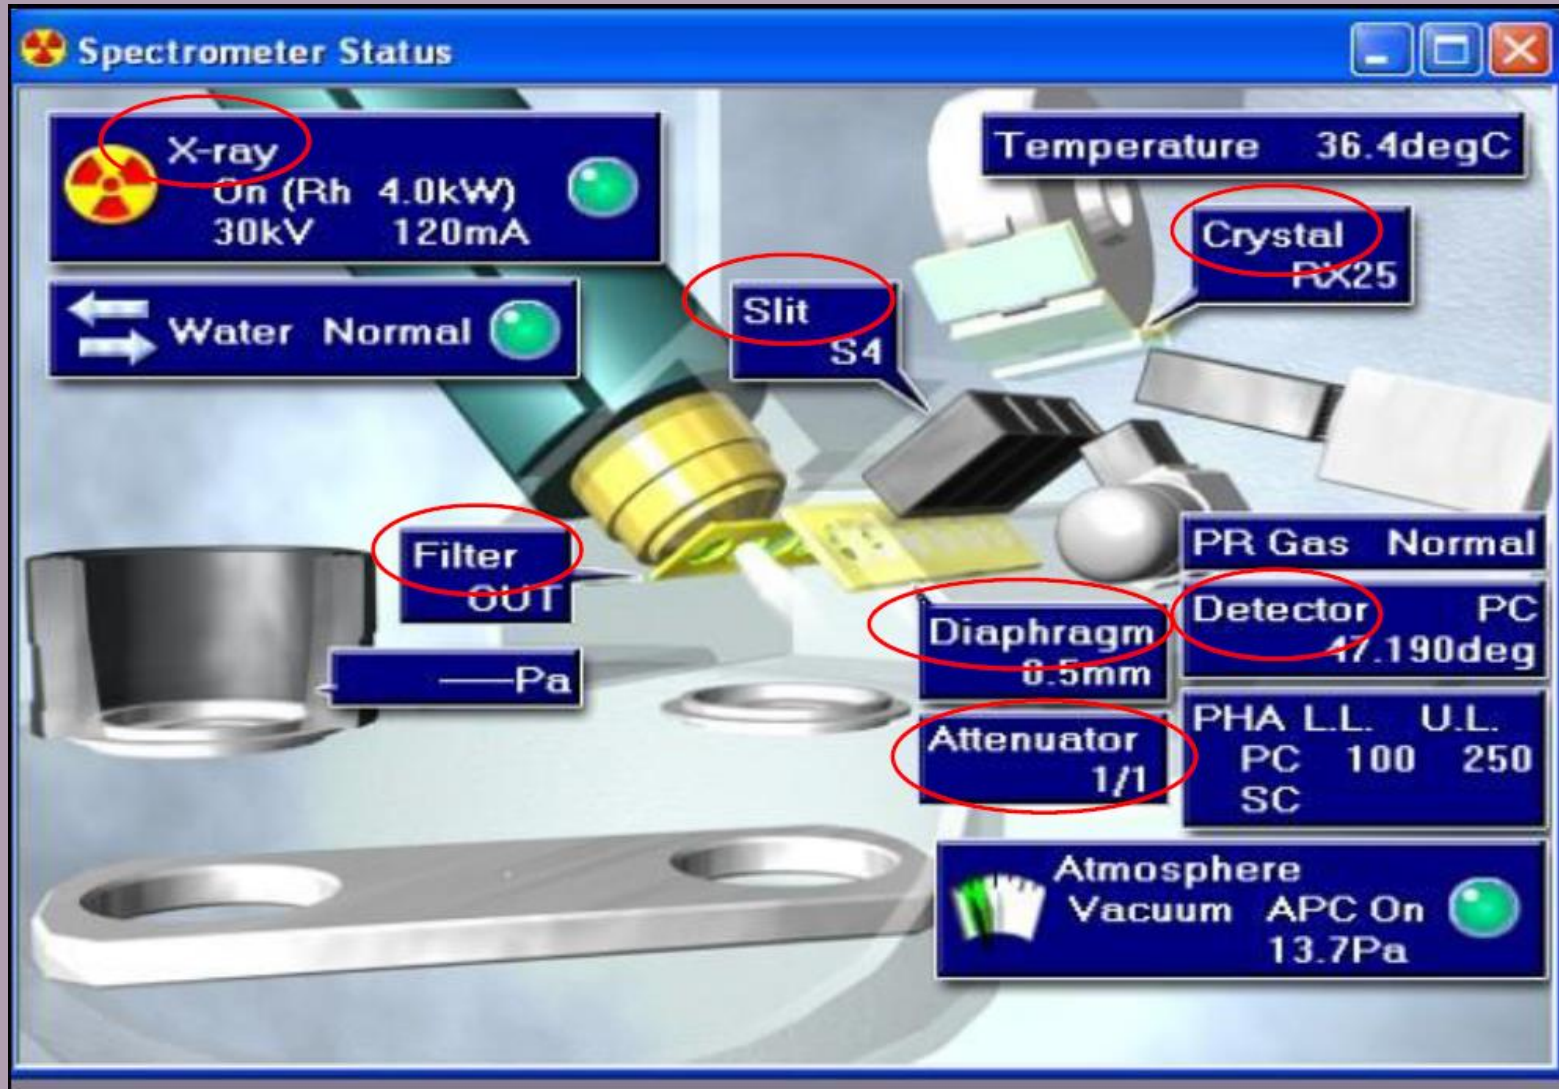 Spectrometer Status
X-ray
On (Rh 4.0kW)
30kV 120mA
Water Normal
Temperature 36.4degC
Crystal
RX25
Slit
S4
Filter
OUT
——Pa
PR Gas Normal
Detector PC
47.190deg
Diaphragm
0.5mm
Attenuator
1/1
PHA L.L. U.L.
PC 100 250
SC
Atmosphere
Vacuum APC On
13.7Pa